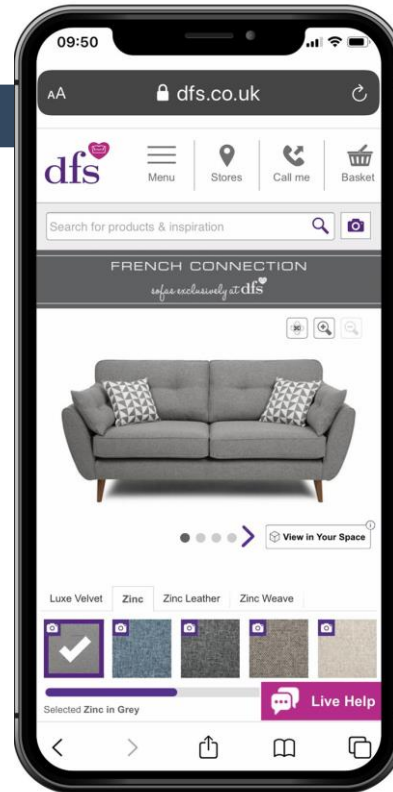 09:50
AA dfs.co.uk
dfs
Menu Stores Call me Basket
Search for products & inspiration
FRENCH CONNECTION
sofas exclusively at dfs
View in Your Space
i
Luxe Velvet Zinc Zinc Leather Zinc Weave
Selected Zinc in Grey
Live Help